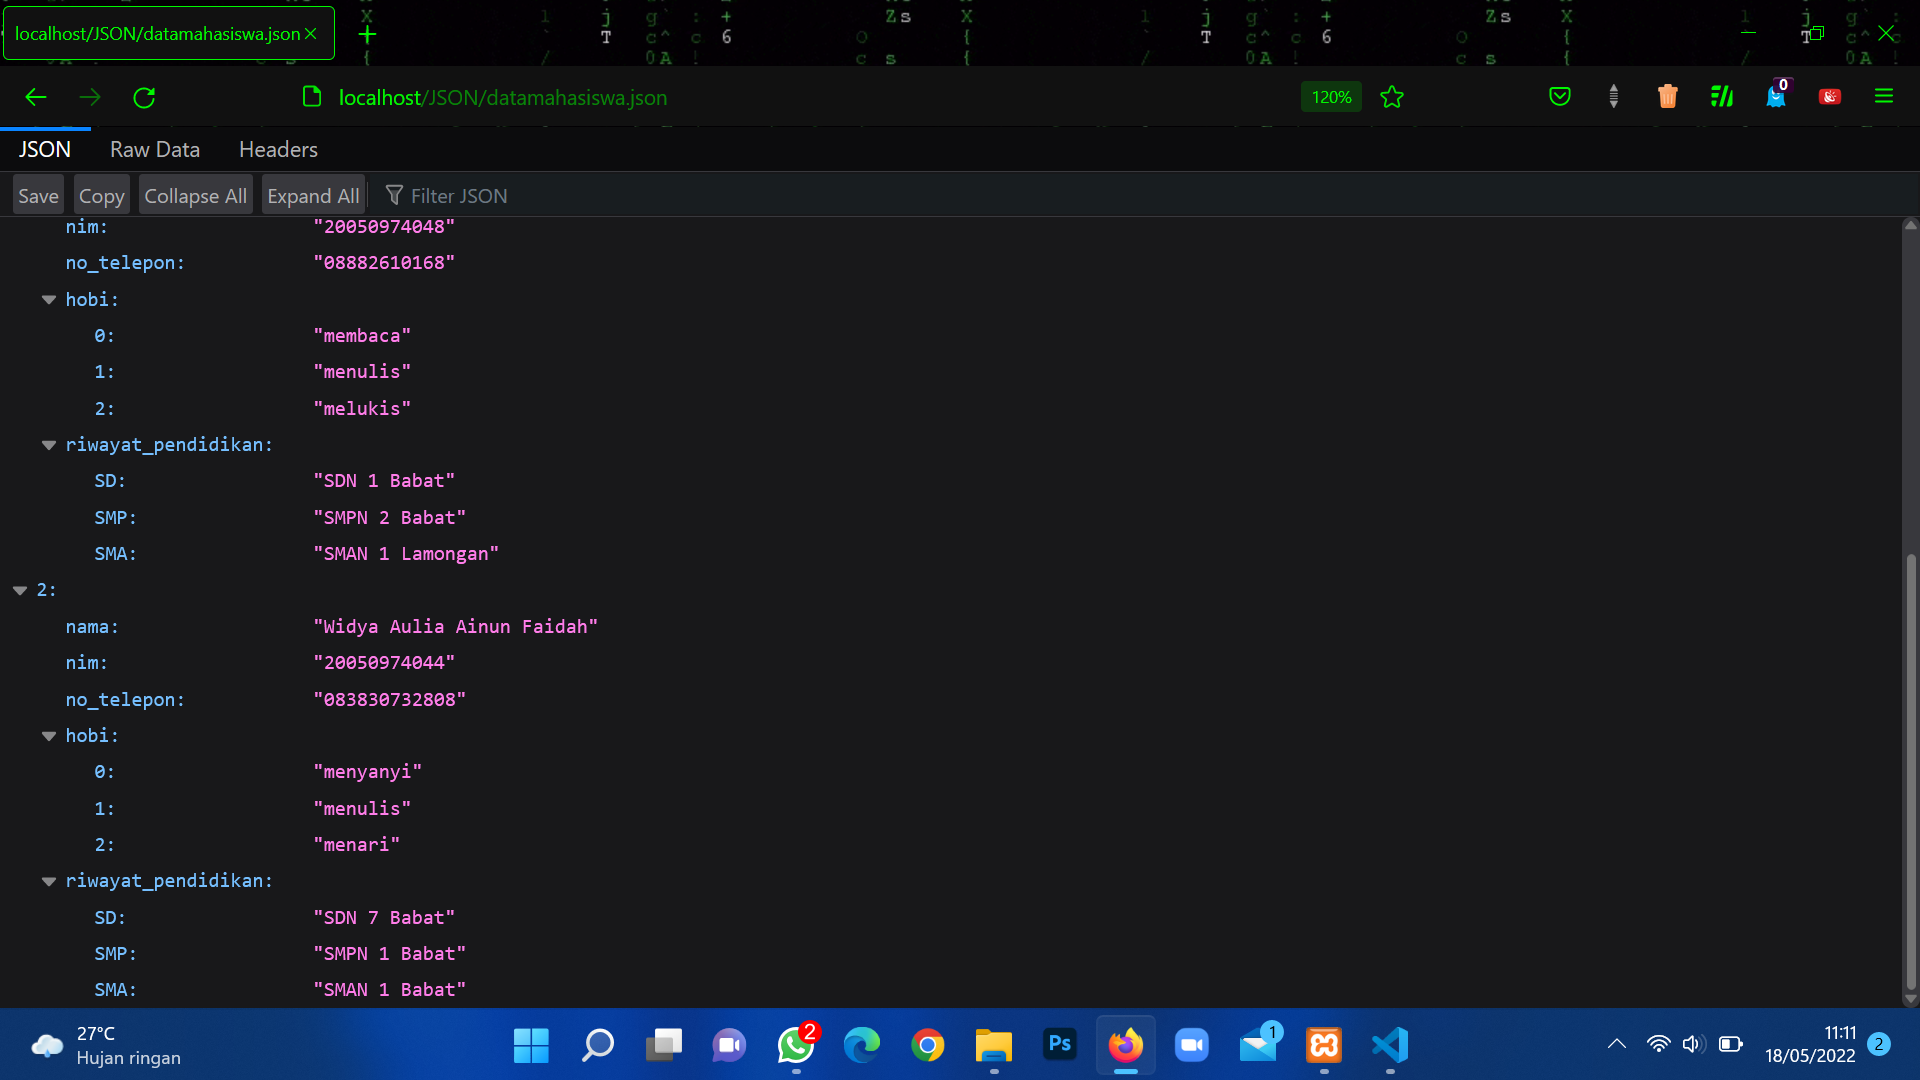 localhost/JSON/datamahasiswa.json
localhost/JSON/datamahasiswa.json
120%
0
JSON Raw Data Headers
Save Copy Collapse All Expand All Filter JSON
nim: "20050974048"
no_telepon: "08882610168"
hobi:
0: "membaca"
1: "menulis"
2: "melukis"
riwayat_pendidikan:
SD: "SDN 1 Babat"
SMP: "SMPN 2 Babat"
SMA: "SMAN 1 Lamongan"
2:
nama: "Widya Aulia Ainun Faidah"
nim: "20050974044"
no_telepon: "083830732808"
hobi:
0: "menyanyi"
1: "menulis"
2: "menari"
riwayat_pendidikan:
SD: "SDN 7 Babat"
SMP: "SMPN 1 Babat"
SMA: "SMAN 1 Babat"
27°C
Hujan ringan
2
Ps
1
11:11
18/05/2022
2